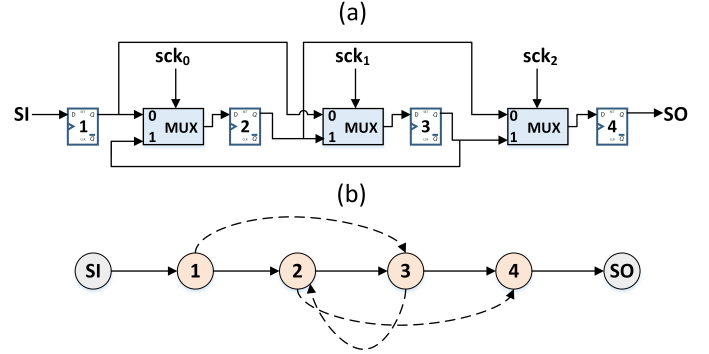 (a)
sck0 sck1 sck2
SI D Q 1 Q 0 1 MUX D Q 2 Q 0 1 MUX D Q 3 Q 0 1 MUX D Q 4 Q SO
(b)
SI 1 2 3 4 SO